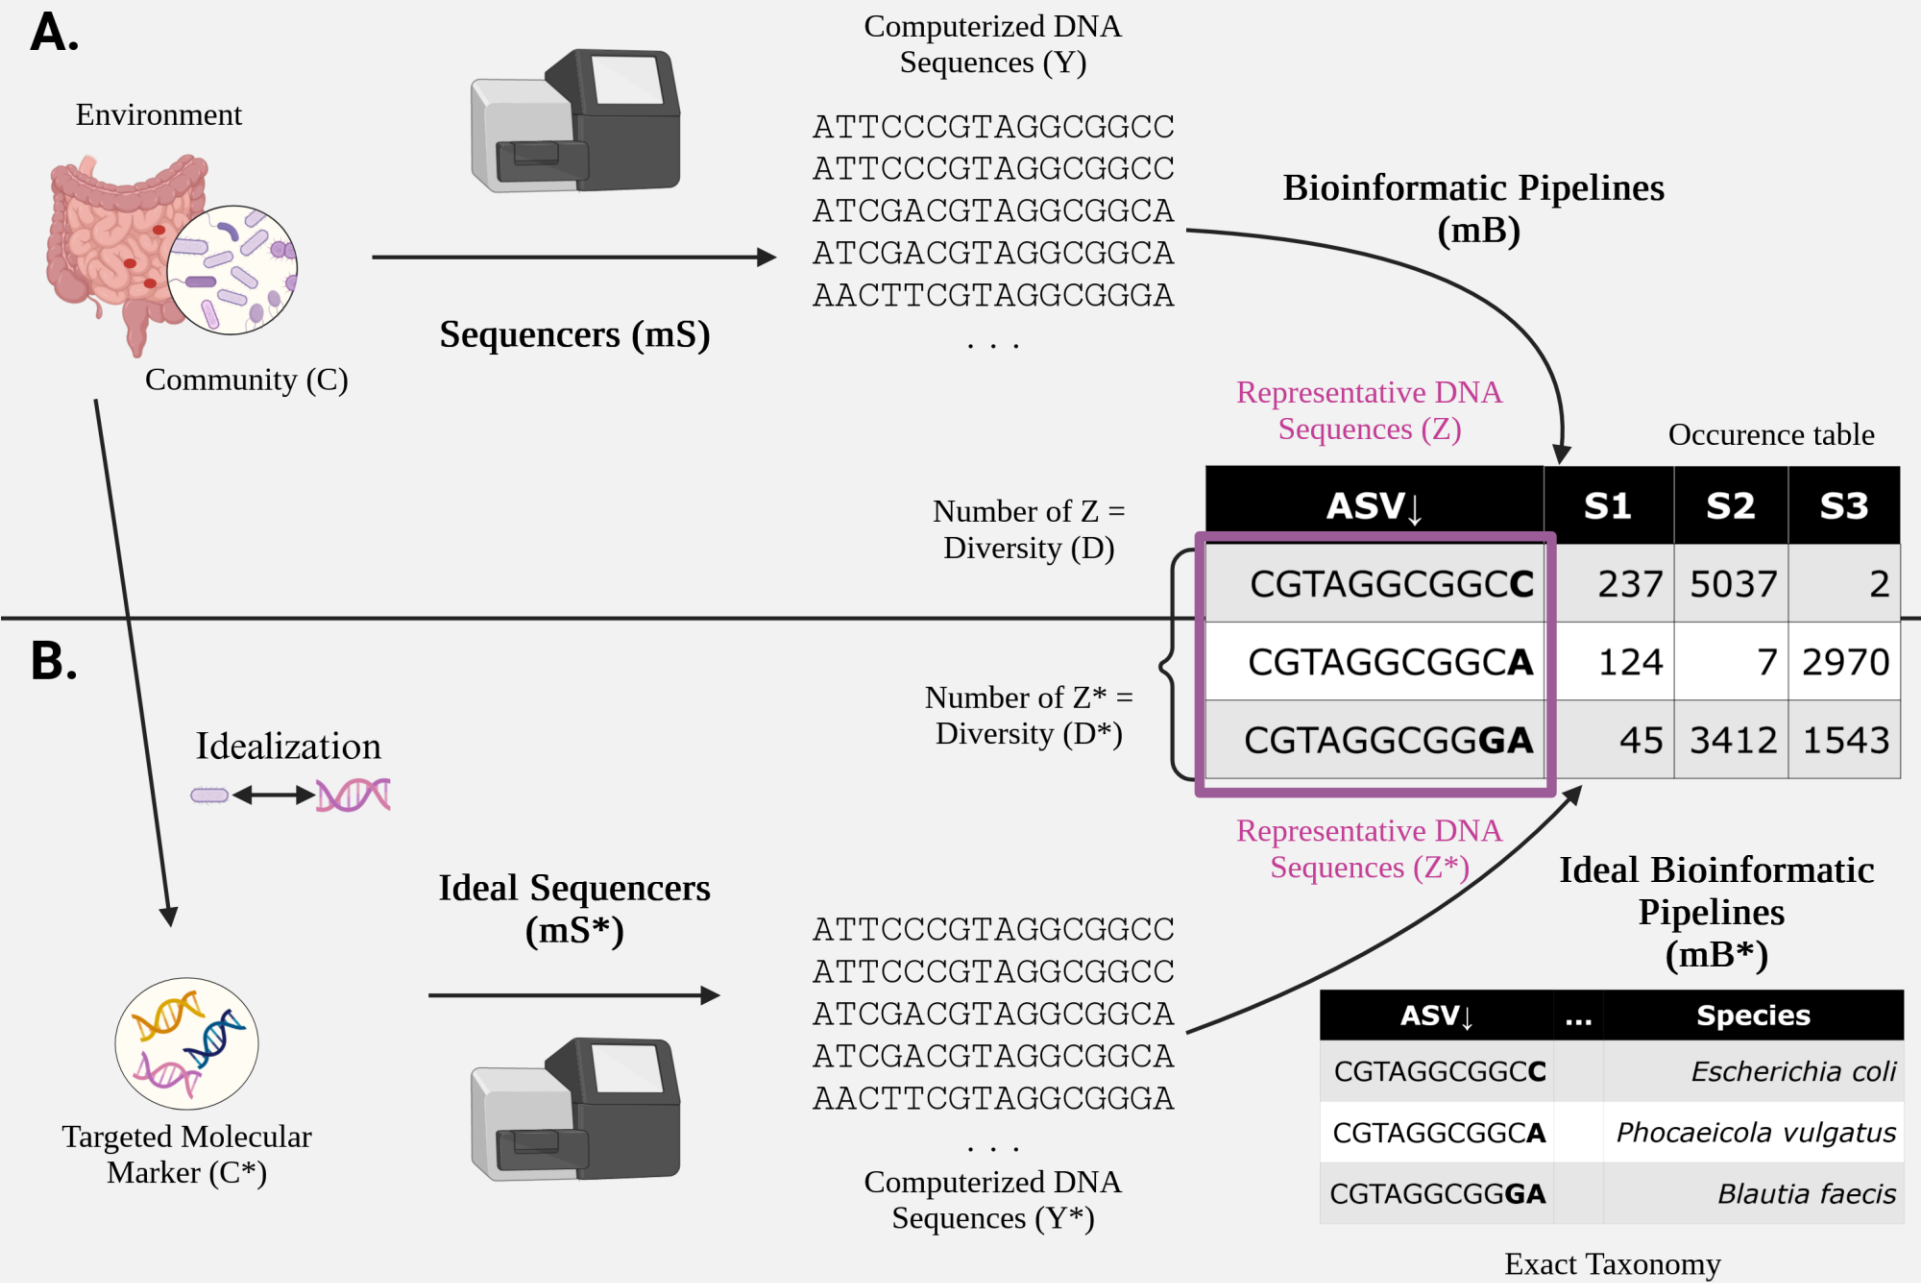 A.
Environment
Community (C)
Sequencers (mS)
Computerized DNA
Sequences (Y)
ATTCCCGTAGGCGGCC
ATTCCCGTAGGCGGCC
ATCGACGTAGGCGGCA
ATCGACGTAGGCGGCA
AACTTCGTAGGCGGGA
. . .
Bioinformatic Pipelines
(mB)
Representative DNA
Sequences (Z)
Occurence table
Number of Z =
Diversity (D)
ASV↓ S1 S2 S3
CGTAGGCGGCC 237 5037 2
CGTAGGCGGCA 124 7 2970
CGTAGGCGGGA 45 3412 1543
B.
Number of Z* =
Diversity (D*)
Idealization
Targeted Molecular
Marker (C*)
Ideal Sequencers
(mS*)
ATTCCCGTAGGCGGCC
ATTCCCGTAGGCGGCC
ATCGACGTAGGCGGCA
ATCGACGTAGGCGGCA
AACTTCGTAGGCGGGA
. . .
Computerized DNA
Sequences (Y*)
Representative DNA
Sequences (Z*)
Ideal Bioinformatic
Pipelines
(mB*)
ASV↓ ... Species
CGTAGGCGGCC Escherichia coli
CGTAGGCGGCA Phocaeicola vulgatus
CGTAGGCGGGA Blautia faecis
Exact Taxonomy